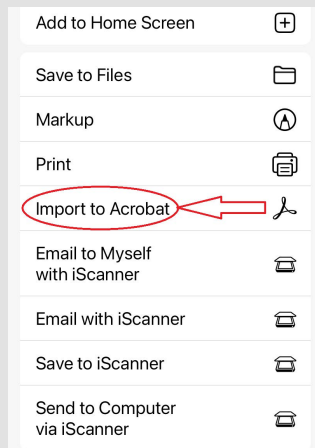 Add to Home Screen
Save to Files
Markup
Print
Import to Acrobat
Email to Myself
with iScanner
Email with iScanner
Save to iScanner
Send to Computer
via iScanner